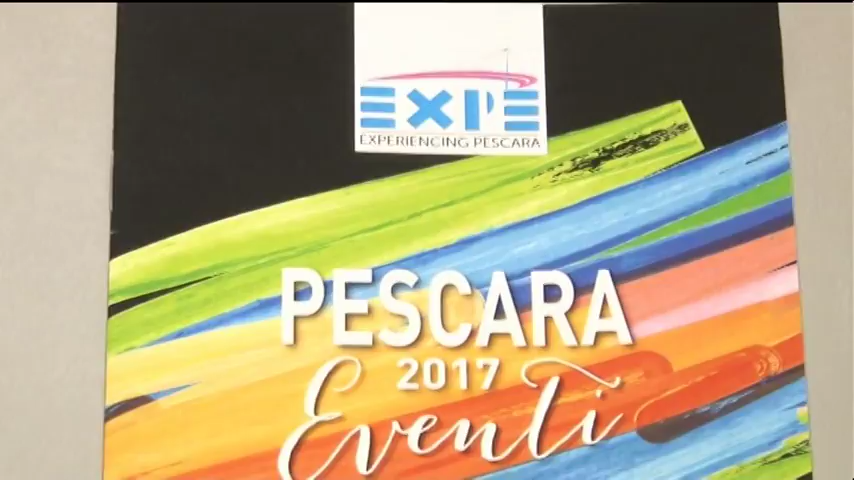 EXPE
EXPERIENCING PESCARA
PESCARA
2017
Eventi